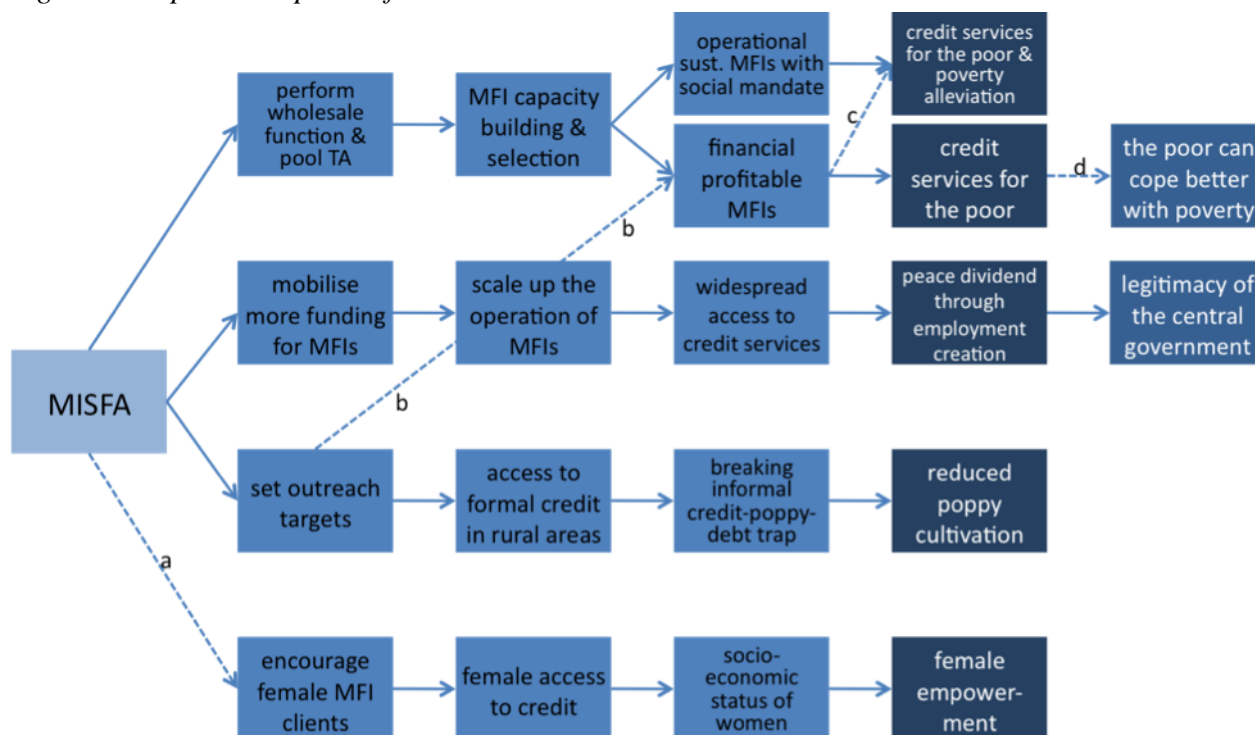 operational
sust. MFIs with
social mandate
credit services
for the poor &
poverty
alleviation
perform
wholesale
function &
pool TA
MFI capacity
building &
selection
c
financial
profitable
MFIs
credit
services for
the poor
d
the poor can
cope better
with poverty
b
mobilise
more funding
for MFIs
scale up the
operation of
MFIs
widespread
access to
credit services
peace dividend
through
employment
creation
legitimacy of
the central
government
MISFA
b
set outreach
targets
access to
formal credit
in rural areas
breaking
informal
credit-poppy-
debt trap
reduced
poppy
cultivation
a
encourage
female MFI
clients
female access
to credit
socio-
economic
status of
women
female
empower-
ment